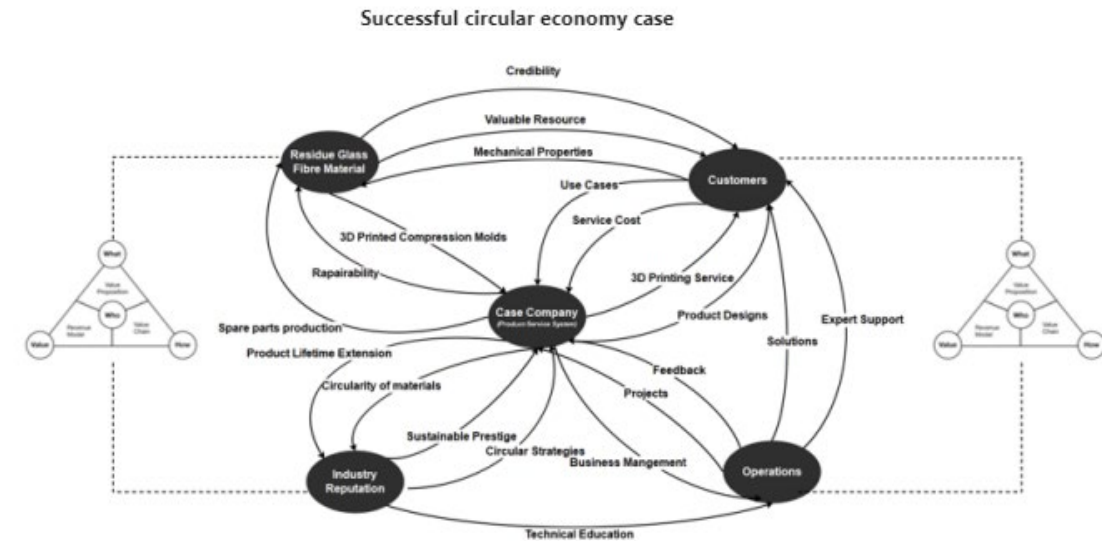 Successful circular economy case
Credibility
Valuable Resource
Mechanical Properties
Residue Glass
Fibre Material
Customers
Use Cases
Service Cost
3D Printed Compression Molds
3D Printing Service
Rapairability
Case Company
(Product-Service System)
Product Designs
Expert Support
Spare parts production
Solutions
Product Lifetime Extension
Feedback
Circularity of materials
Projects
Sustainable Prestige
Circular Strategies
Business Mangement
Industry
Reputation
Operations
Technical Education
What
Value
Proposition
Who
Revenue
Model
Value
Chain
Value
How
What
Value
Proposition
Who
Revenue
Model
Value
Chain
Value
How